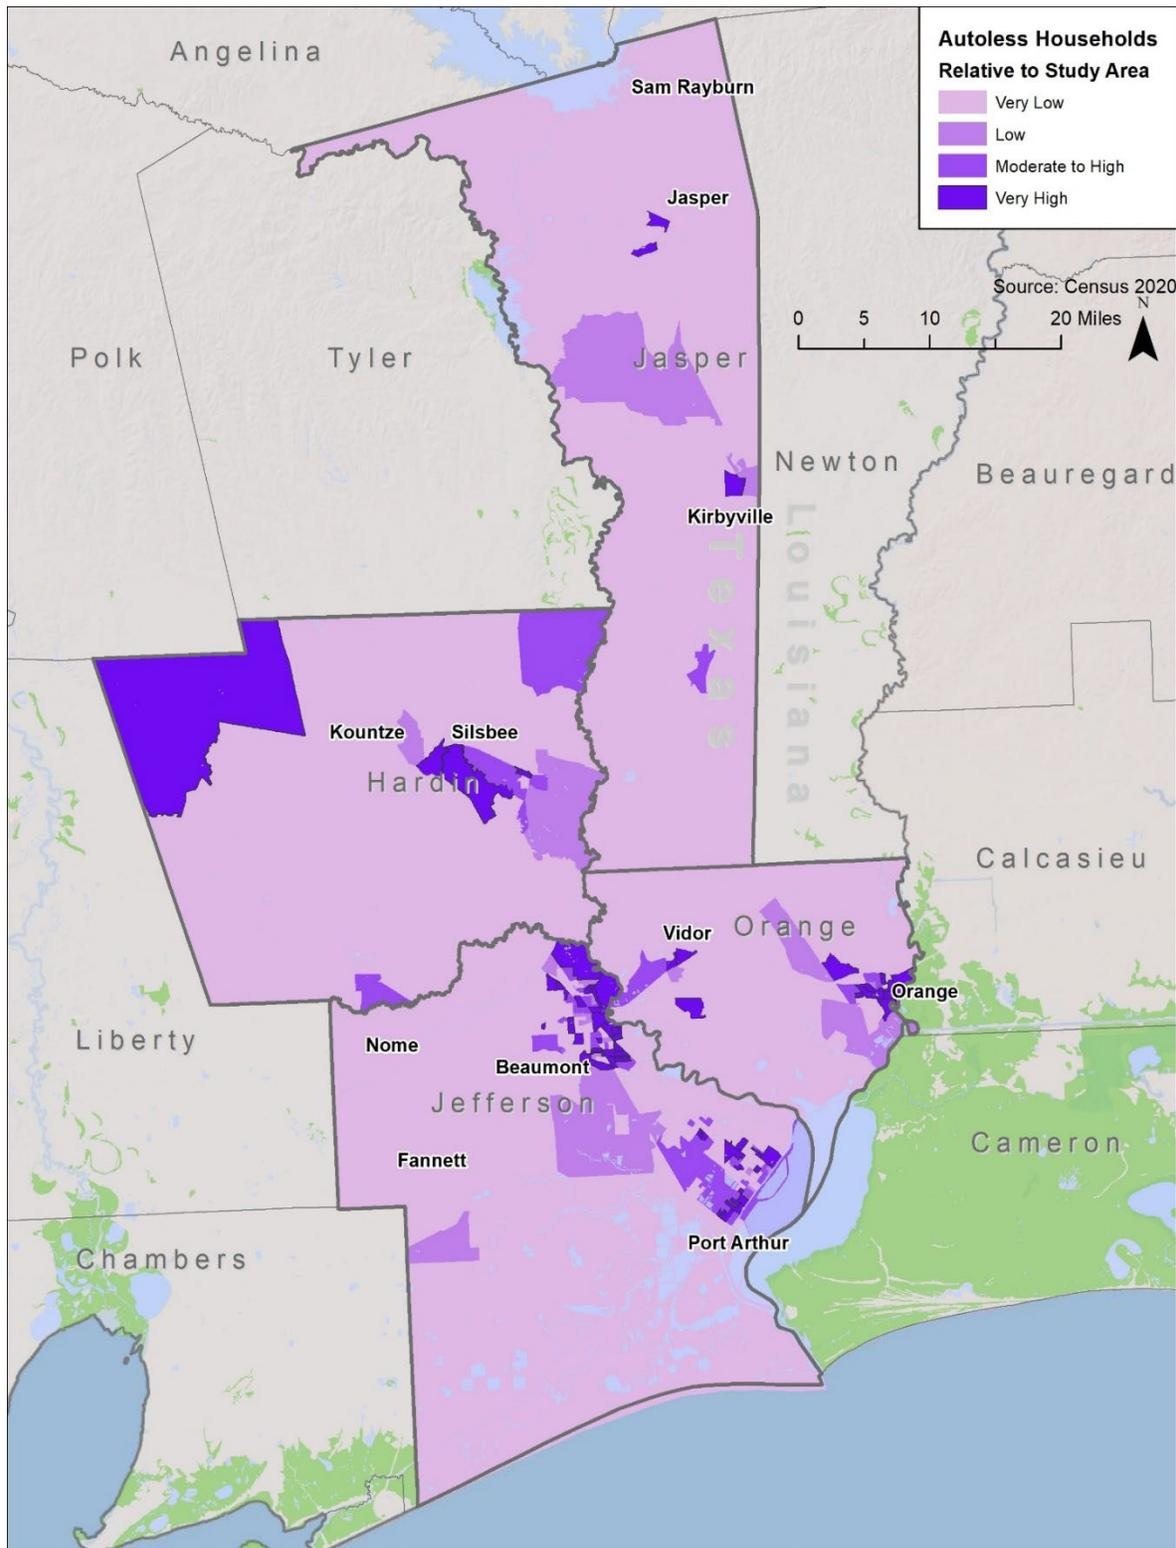 Angelina
Autoless Households
Relative to Study Area
Very Low
Low
Moderate to High
Very High
Sam Rayburn
Jasper
Source: Census 2020
N
0 5 10 20 Miles
Polk
Tyler
Jasper
Newton
Beauregard
Kirbyville
Texas
Louisiana
Kountze
Silsbee
Hardin
Calcasieu
Vidor
Orange
Orange
Liberty
Nome
Beaumont
Jefferson
Cameron
Fannett
Port Arthur
Chambers